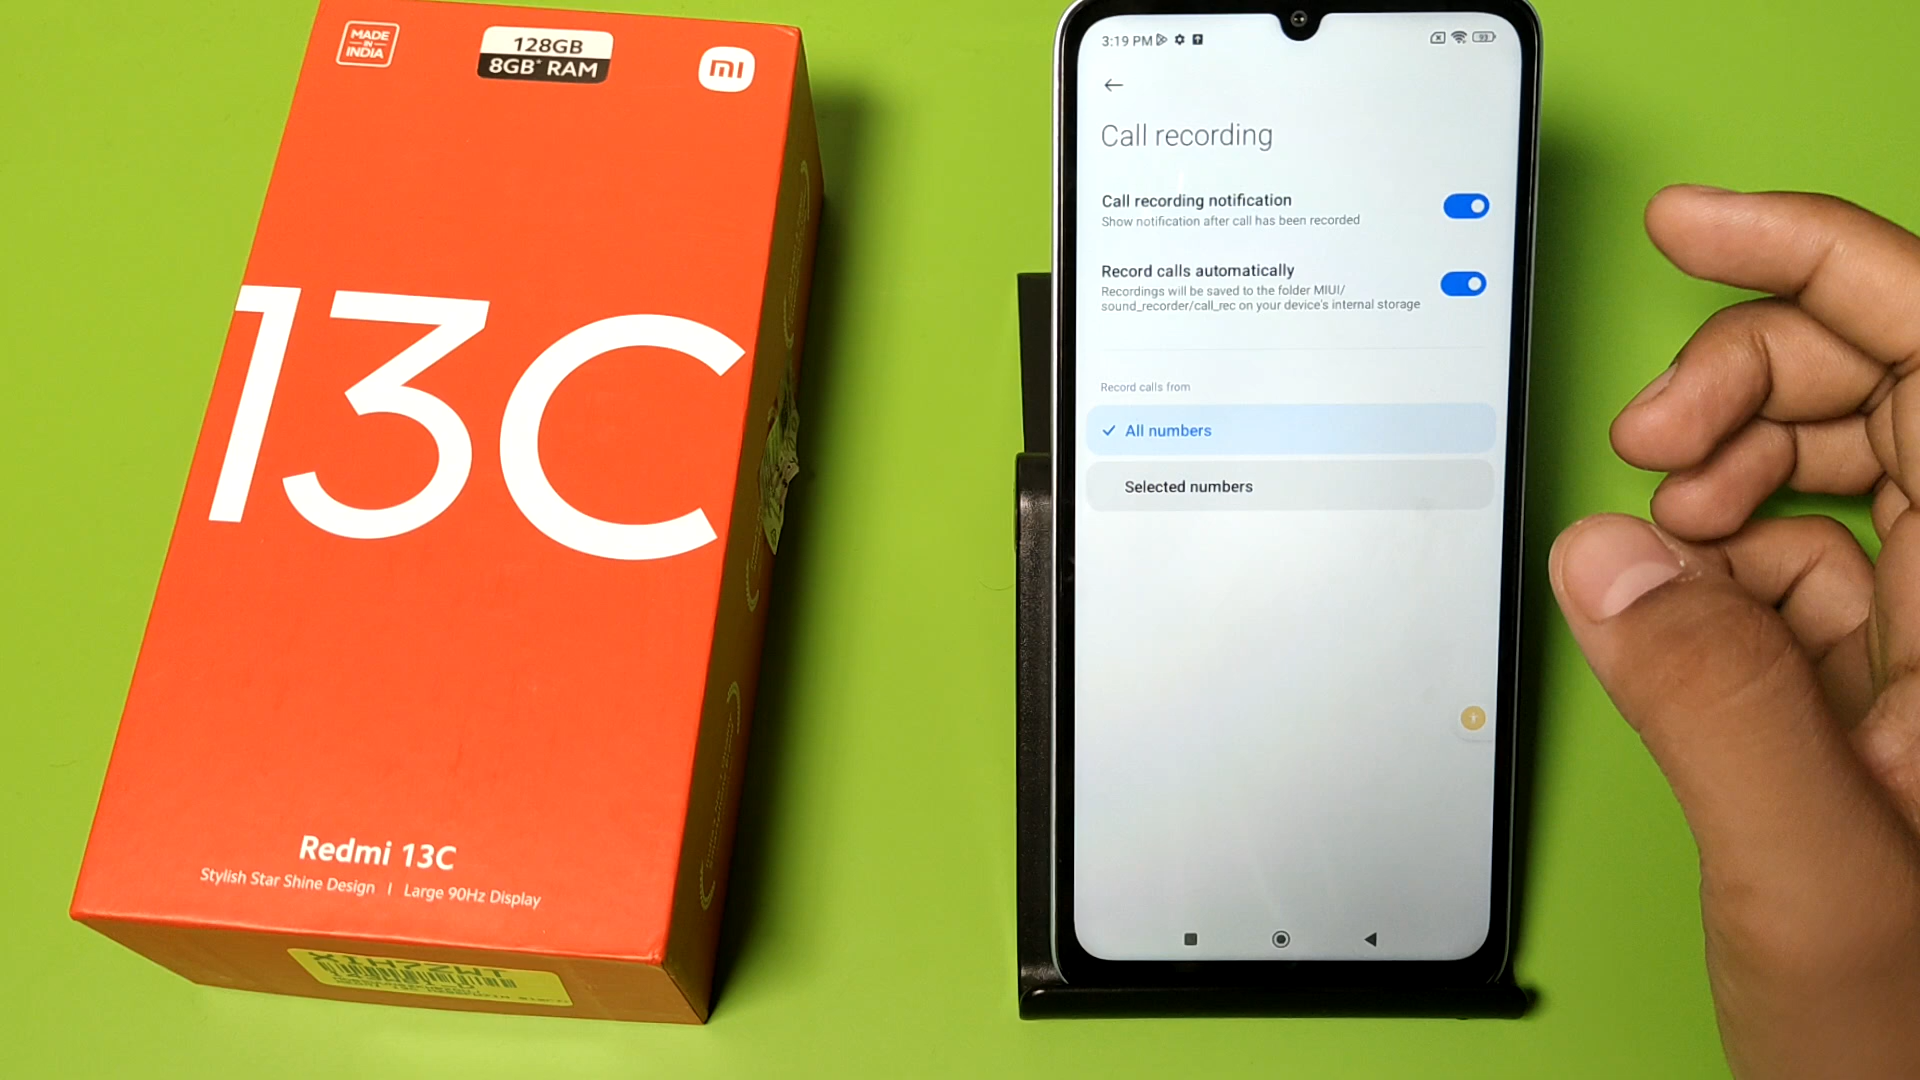 MADE
IN
INDIA
128GB
8GB* RAM
mi
13C
Redmi 13C
Stylish Star Shine Design | Large 90Hz Display
3:19 PM
93
Call recording
Call recording notification
Show notification after call has been recorded
Record calls automatically
Recordings will be saved to the folder MIUI/
sound_recorder/call_rec on your device's internal storage
Record calls from
All numbers
Selected numbers